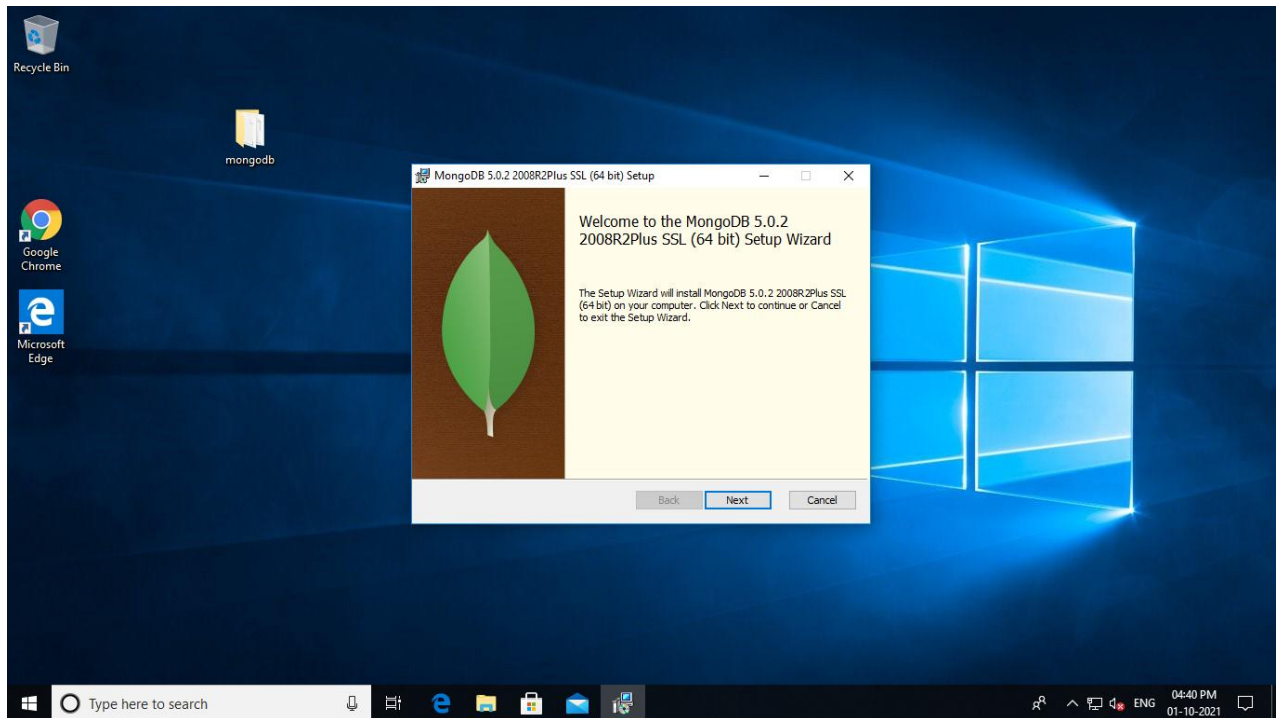 Recycle Bin
mongodb
Google
Chrome
Microsoft
Edge
MongoDB 5.0.2 2008R2Plus SSL (64 bit) Setup
Welcome to the MongoDB 5.0.2
2008R2Plus SSL (64 bit) Setup Wizard
The Setup Wizard will install MongoDB 5.0.2 2008R2Plus SSL
(64 bit) on your computer. Click Next to continue or Cancel
to exit the Setup Wizard.
Back Next Cancel
Type here to search
ENG
04:40 PM
01-10-2021